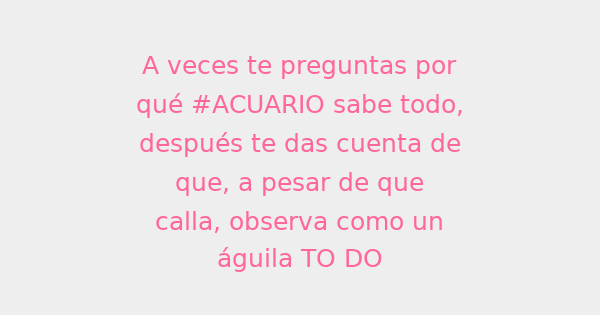 A veces te preguntas por
qué #ACUARIO sabe todo,
después te das cuenta de
que, a pesar de que
calla, observa como un
águila TO DO